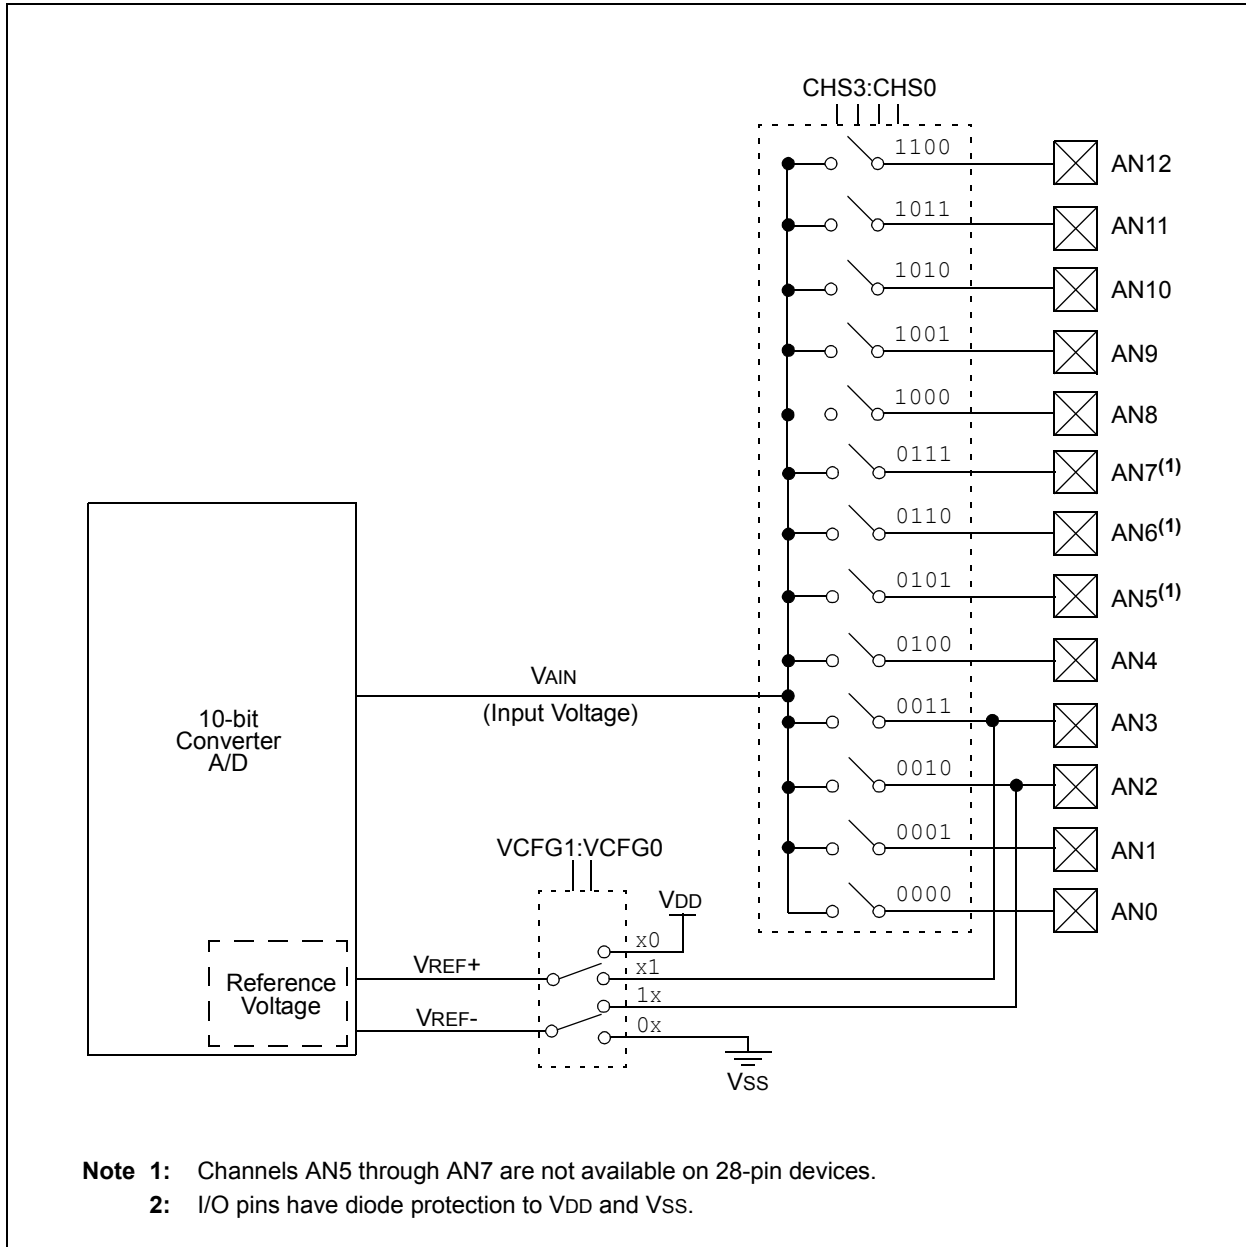 CHS3:CHS0
1100 AN12
1011 AN11
1010 AN10
1001 AN9
1000 AN8
0111 AN7(1)
0110 AN6(1)
0101 AN5(1)
0100 AN4
VAIN
(Input Voltage)
0011 AN3
10-bit
Converter
A/D
0010 AN2
0001 AN1
VCFG1:VCFG0
0000 AN0
VDD
x0
VREF+
x1
Reference
Voltage
1x
VREF-
0x
VSS
Note 1: Channels AN5 through AN7 are not available on 28-pin devices.
2: I/O pins have diode protection to VDD and VSS.